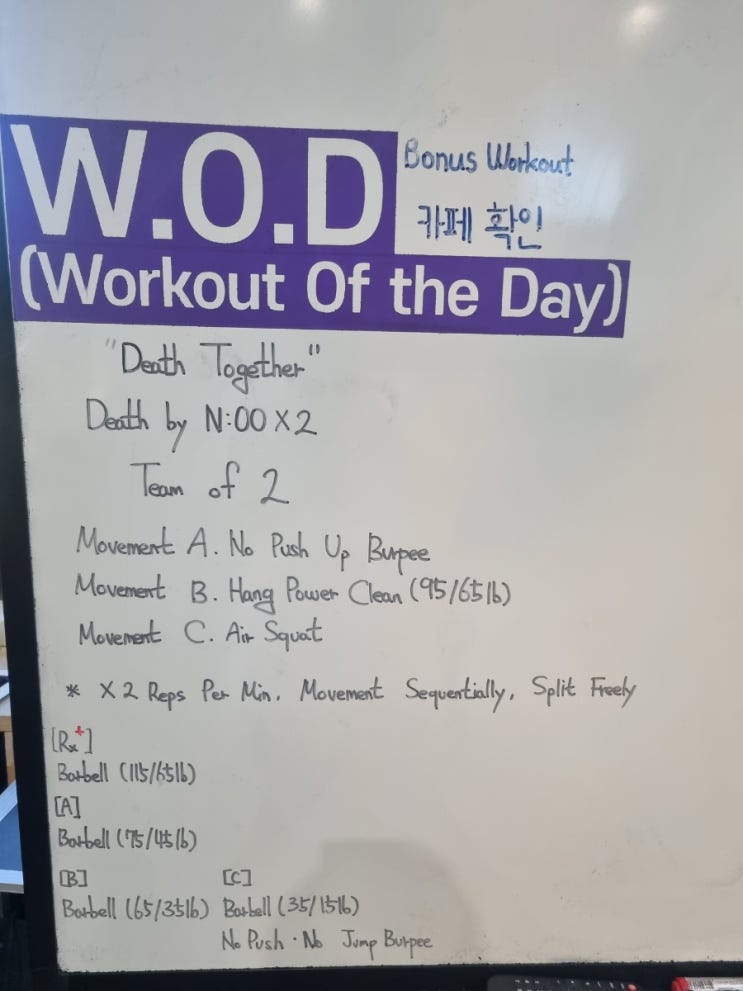 W.O.D
Bonus Workout
카페 확인
(Workout Of the Day)
"Death Together"
Death by N:00 X 2
Team of 2
Movement A. No Push Up Burpee
Movement B. Hang Power Clean (95/65lb)
Movement C. Air Squat
* X 2 Reps Per Min. Movement Sequentially, Split Freely
[Rx+]
Barbell (115/65lb)
[A]
Barbell (75/45lb)
[B] [C]
Barbell (65/35lb) Barbell (35/15lb)
No Push · No Jump Burpee